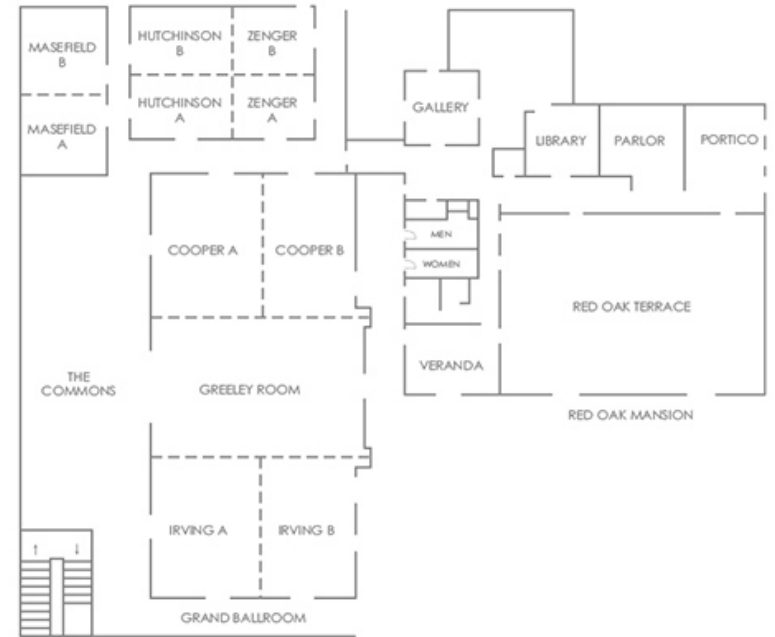 MASEFIELD
B
MASEFIELD
A
HUTCHINSON
B
ZENGER
B
HUTCHINSON
A
ZENGER
A
GALLERY
LIBRARY
PARLOR
PORTICO
COOPER A
COOPER B
MEN
WOMEN
RED OAK TERRACE
VERANDA
RED OAK MANSION
THE
COMMONS
GREELEY ROOM
IRVING A
IRVING B
↑ ↓
GRAND BALLROOM